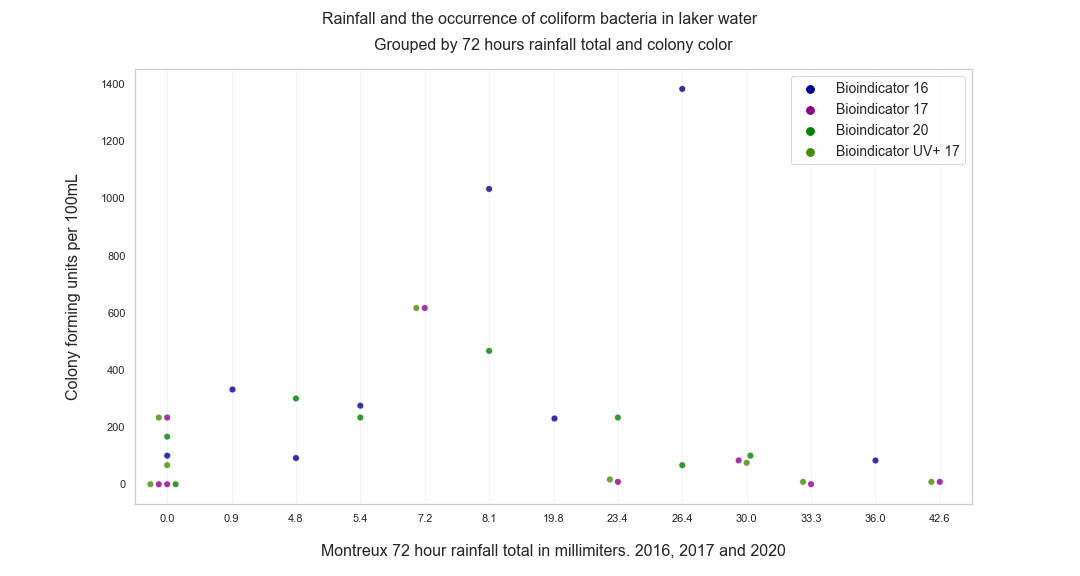 Rainfall and the occurrence of coliform bacteria in laker water
Grouped by 72 hours rainfall total and colony color
Bioindicator 16
Bioindicator 17
Bioindicator 20
Bioindicator UV+ 17
Colony forming units per 100mL
1400
1200
1000
800
600
400
200
0
0.0 0.9 4.8 5.4 7.2 8.1 19.8 23.4 26.4 30.0 33.3 36.0 42.6
Montreux 72 hour rainfall total in millimiters. 2016, 2017 and 2020